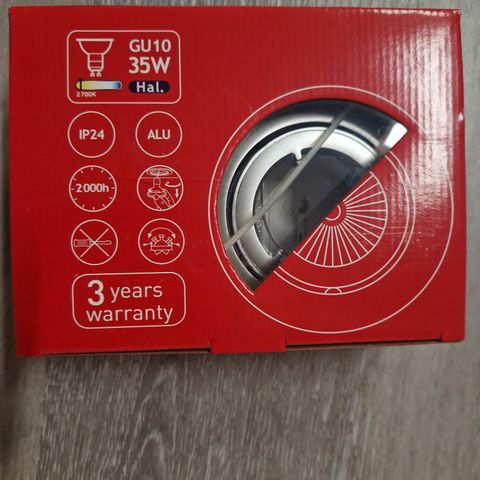 GU10
35W
2700K
Hal.
IP24
ALU
2000h
3 years
warranty